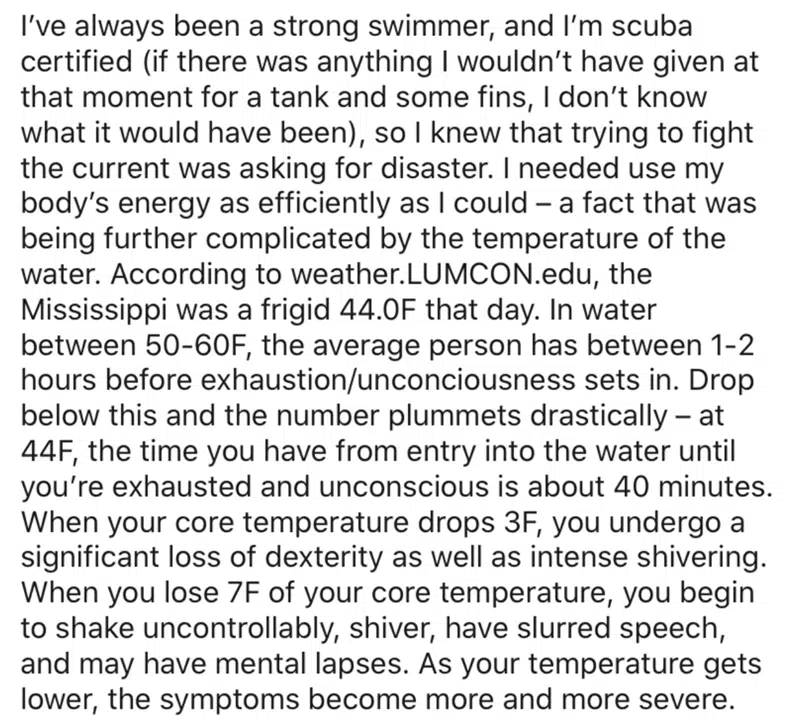 I’ve always been a strong swimmer, and I’m scuba
certified (if there was anything I wouldn’t have given at
that moment for a tank and some fins, I don’t know
what it would have been), so I knew that trying to fight
the current was asking for disaster. I needed use my
body’s energy as efficiently as I could – a fact that was
being further complicated by the temperature of the
water. According to weather.LUMCON.edu, the
Mississippi was a frigid 44.0F that day. In water
between 50-60F, the average person has between 1-2
hours before exhaustion/unconciousness sets in. Drop
below this and the number plummets drastically – at
44F, the time you have from entry into the water until
you’re exhausted and unconscious is about 40 minutes.
When your core temperature drops 3F, you undergo a
significant loss of dexterity as well as intense shivering.
When you lose 7F of your core temperature, you begin
to shake uncontrollably, shiver, have slurred speech,
and may have mental lapses. As your temperature gets
lower, the symptoms become more and more severe.